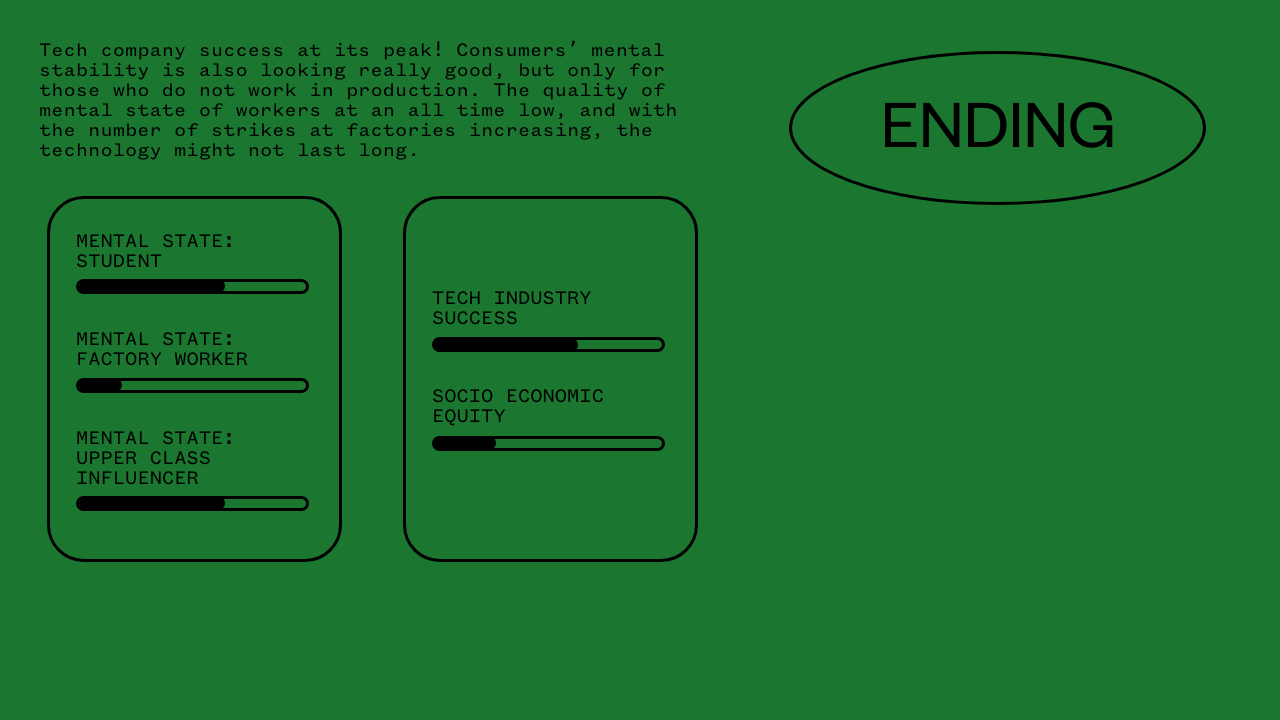 Tech company success at its peak! Consumers’ mental
stability is also looking really good, but only for
those who do not work in production. The quality of
mental state of workers at an all time low, and with
the number of strikes at factories increasing, the
technology might not last long.
ENDING
MENTAL STATE:
STUDENT
MENTAL STATE:
FACTORY WORKER
MENTAL STATE:
UPPER CLASS
INFLUENCER
TECH INDUSTRY
SUCCESS
SOCIO ECONOMIC
EQUITY